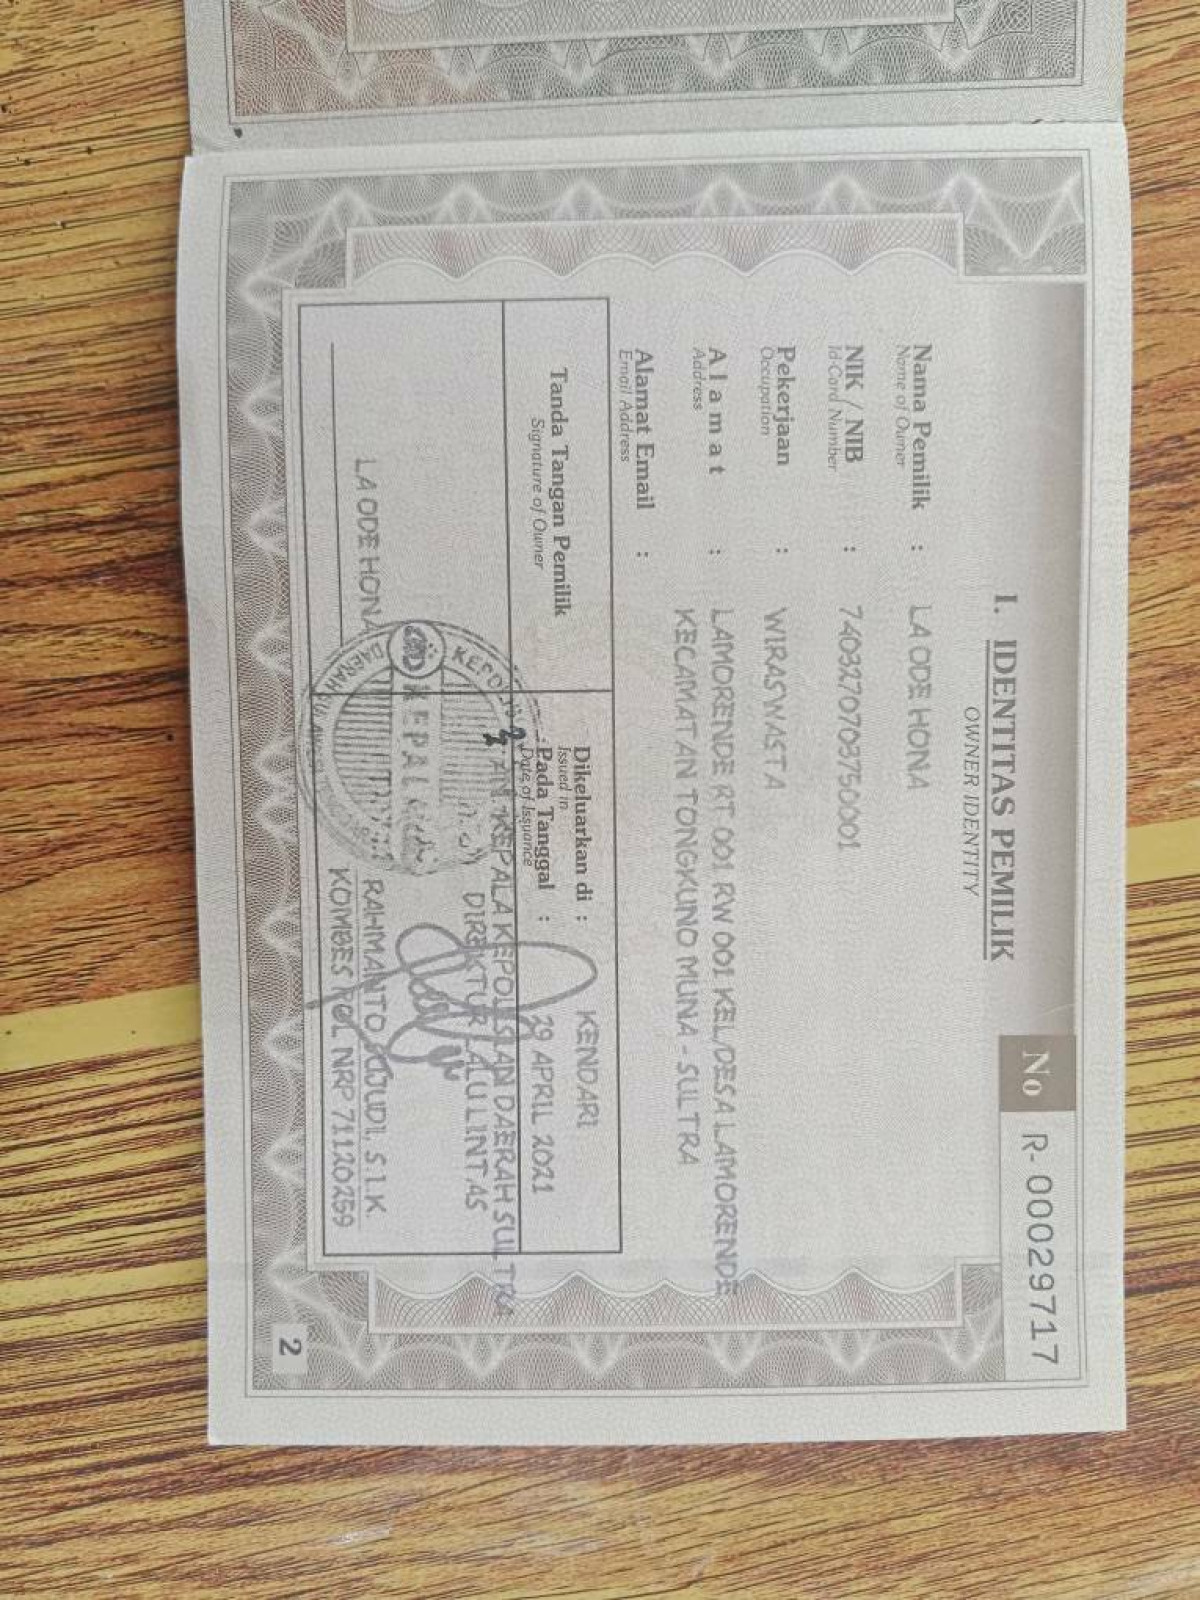 No R-00029717
I. IDENTITAS PEMILIK
OWNER IDENTITY
Nama Pemilik : LA ODE HONA
Name of Owner
NIK / NIB : 7403270708750001
Id-Card Number
Pekerjaan : WIRASWASTA
Occupation
A l a m a t : LAMORENDE RT 001 RW 001 KEL/DESA LAMORENDE
Address
KECAMATAN TONGKUNO MUNA - SULTRA
Alamat Email :
Email Address
Tanda Tangan Pemilik
Signature of Owner
LA ODE HONA
Dikeluarkan di : KENDARI
Issued in
Pada Tanggal : 29 APRIL 2021
Date of Issuance
AN. KEPALA KEPOLISIAN DAERAH SULTRA
DIREKTUR LALU LINTAS
RAHMANTO SUJUDI, S.I.K
KOMBES POL NRP 71120259
2